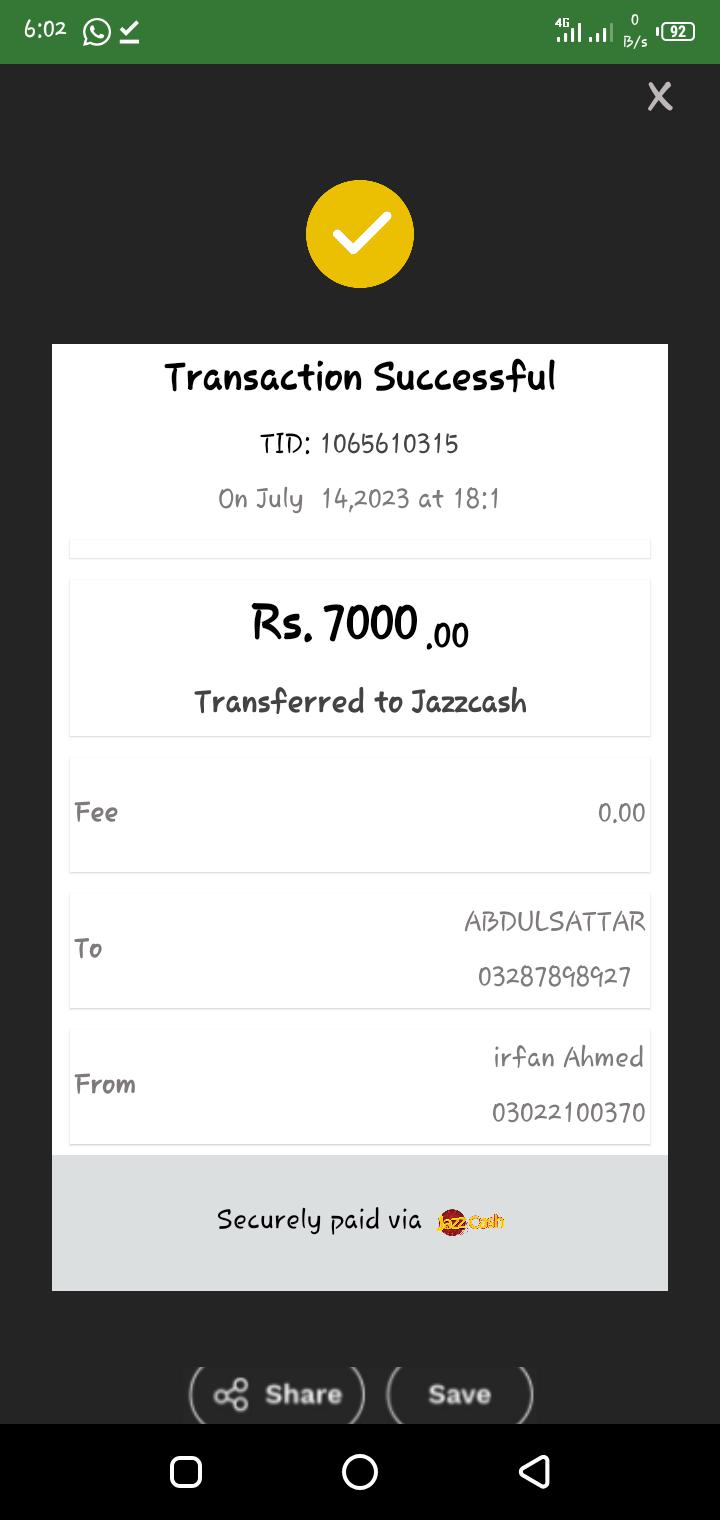 6:02
4G
0
B/s
92
X
Transaction Successful
TID: 1065610315
On July 14,2023 at 18:1
Rs. 7000 .00
Transferred to Jazzcash
Fee 0.00
To ABDULSATTAR
03287898927
From irfan Ahmed
03022100370
Securely paid via JazzCash
Share Save